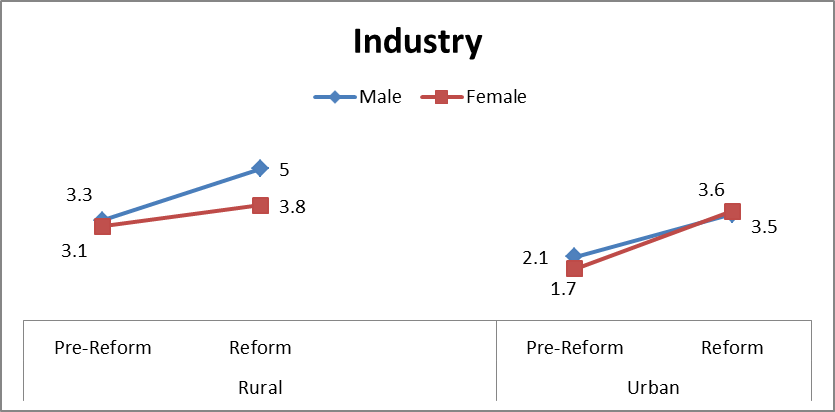 Industry
Male Female
3.3
5
3.8
3.1
3.6
3.5
2.1
1.7
Pre-Reform Reform Pre-Reform Reform
Rural Urban